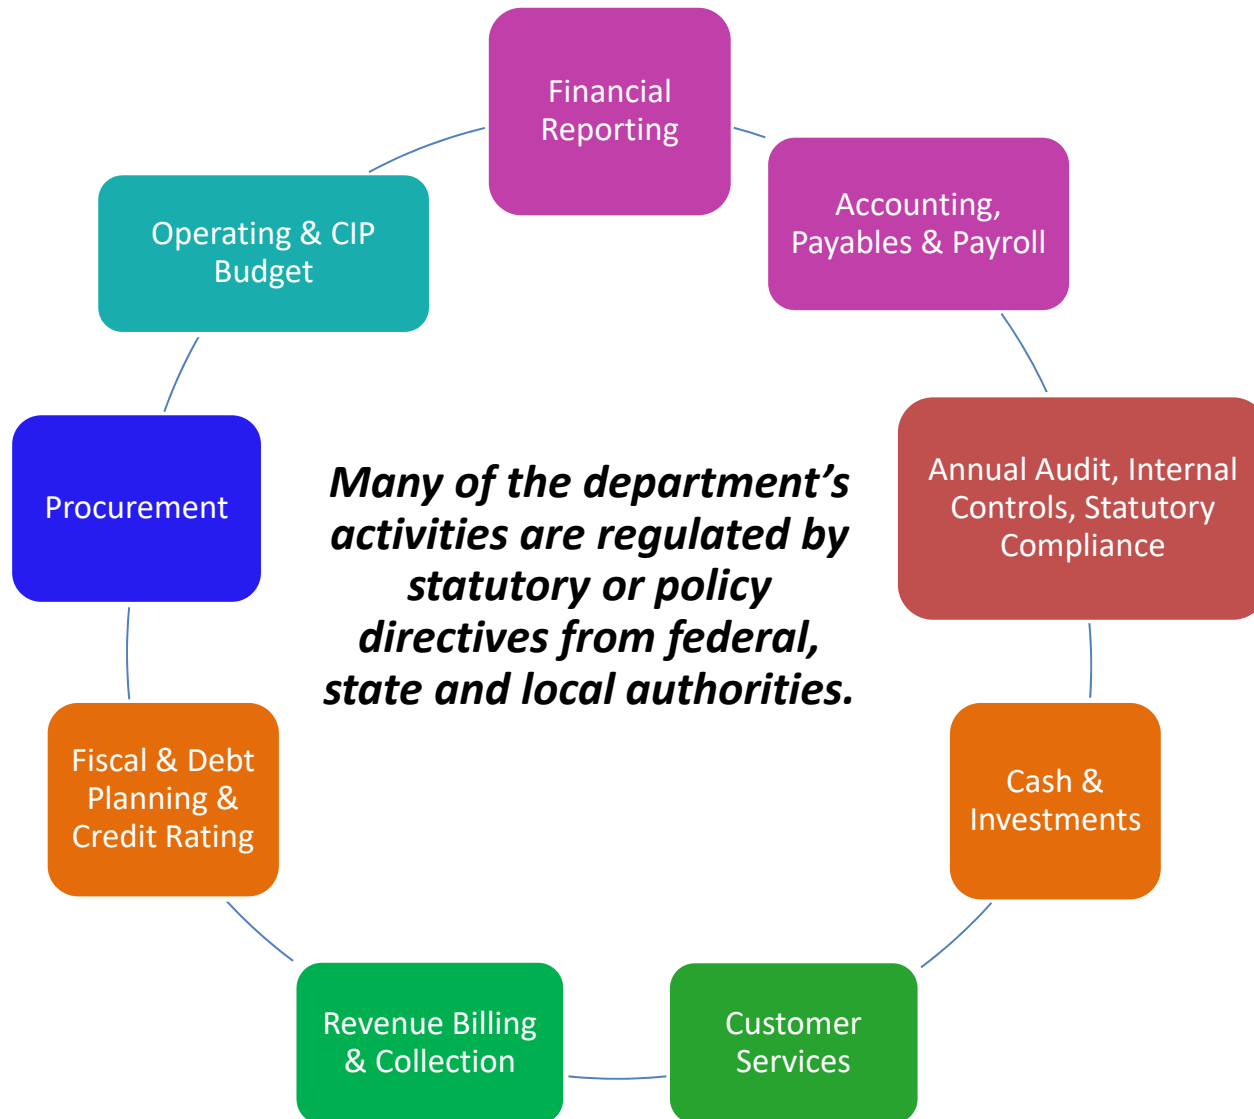 Financial
Reporting
Accounting,
Payables & Payroll
Annual Audit, Internal
Controls, Statutory
Compliance
Cash &
Investments
Customer
Services
Revenue Billing
& Collection
Fiscal & Debt
Planning &
Credit Rating
Procurement
Operating & CIP
Budget
Many of the department’s
activities are regulated by
statutory or policy
directives from federal,
state and local authorities.